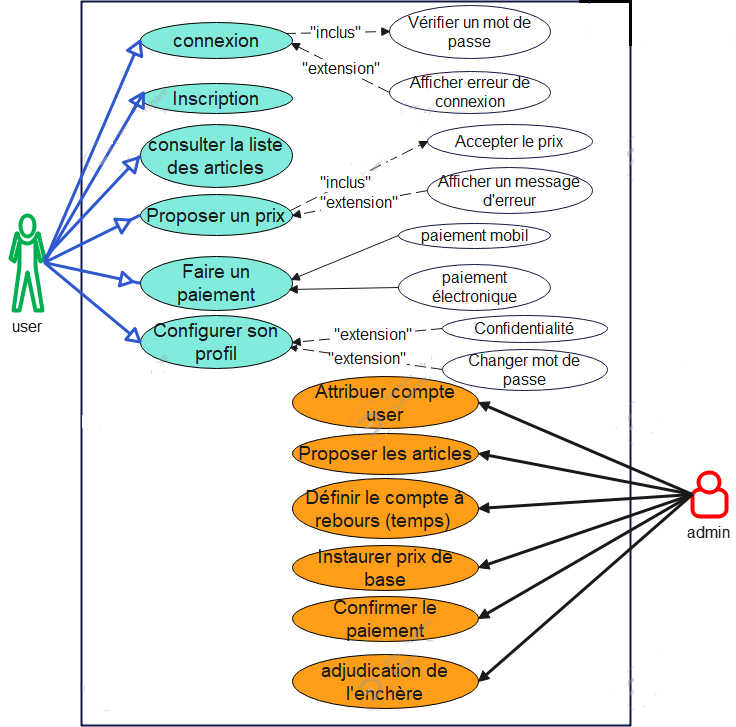 connexion
"inclus"
Vérifier un mot de
passe
"extension"
Afficher erreur de
connexion
Inscription
consulter la liste
des articles
Accepter le prix
"inclus"
Proposer un prix
"extension"
Afficher un message
d'erreur
paiement mobil
Faire un
paiement
paiement
électronique
user
Configurer son
profil
"extension"
Confidentialité
"extension"
Changer mot de
passe
Attribuer compte
user
Proposer les articles
Définir le compte à
rebours (temps)
admin
Instaurer prix de
base
Confirmer le
paiement
adjudication de
l'enchère